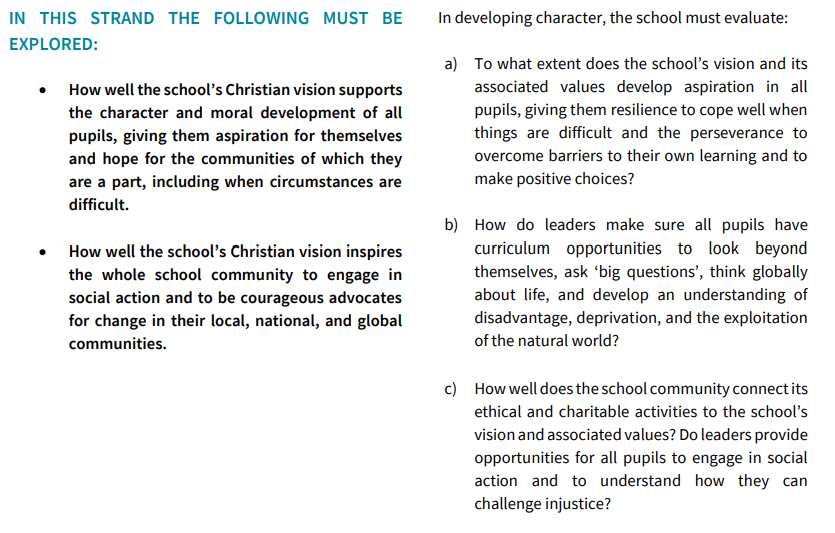 IN THIS STRAND THE FOLLOWING MUST BE
EXPLORED:
• How well the school's Christian vision supports
the character and moral development of all
pupils, giving them aspiration for themselves
and hope for the communities of which they
are a part, including when circumstances are
difficult.
• How well the school's Christian vision inspires
the whole school community to engage in
social action and to be courageous advocates
for change in their local, national, and global
communities.
In developing character, the school must evaluate:
a) To what extent does the school's vision and its
associated values develop aspiration in all
pupils, giving them resilience to cope well when
things are difficult and the perseverance to
overcome barriers to their own learning and to
make positive choices?
b) How do leaders make sure all pupils have
curriculum opportunities to look beyond
themselves, ask 'big questions', think globally
about life, and develop an understanding of
disadvantage, deprivation, and the exploitation
of the natural world?
c) How well does the school community connect its
ethical and charitable activities to the school's
vision and associated values? Do leaders provide
opportunities for all pupils to engage in social
action and to understand how they can
challenge injustice?